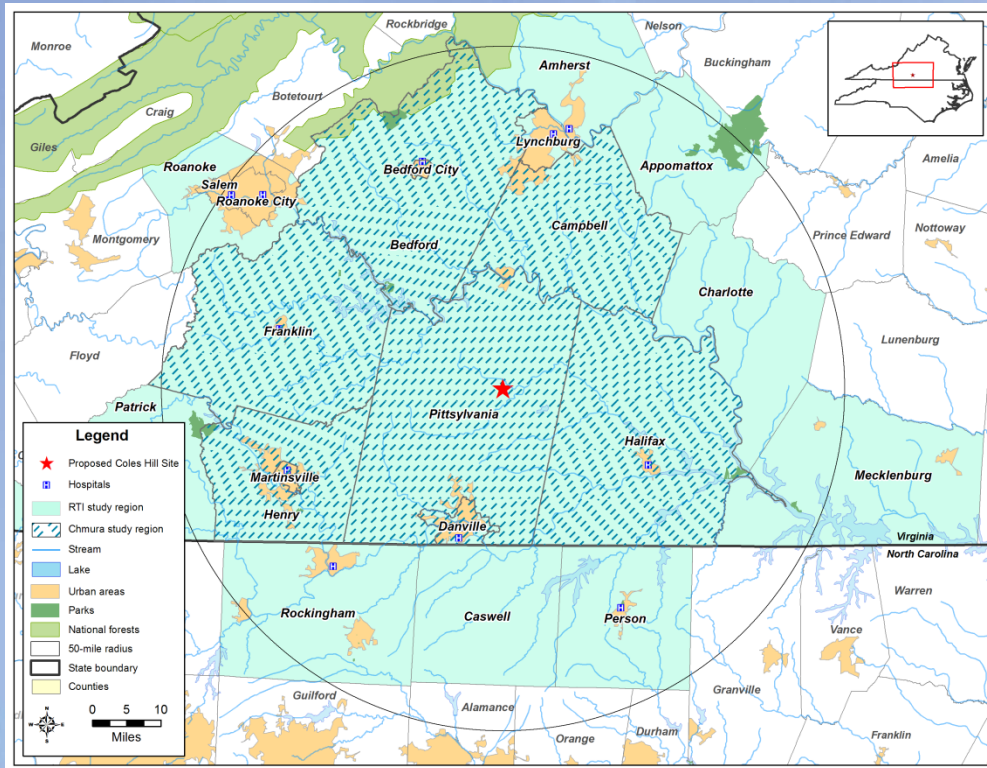 Rockbridge
Nelson
Monroe
Amherst
Buckingham
Botetourt
Craig
Giles
Lynchburg
Amelia
Roanoke
Bedford City
Appomattox
Salem
Roanoke City
Montgomery
Campbell
Nottoway
Prince Edward
Bedford
Charlotte
Franklin
Lunenburg
Floyd
Patrick
Pittsylvania
Halifax
Mecklenburg
Martinsville
Henry
Danville
Virginia
North Carolina
Warren
Rockingham
Caswell
Person
Vance
Granville
Guilford
Alamance
Orange
Durham
Franklin
Legend
Proposed Coles Hill Site
H Hospitals
RTI study region
Chmura study region
Stream
Lake
Urban areas
Parks
National forests
50-mile radius
State boundary
Counties
N
W E
S
0 5 10
Miles